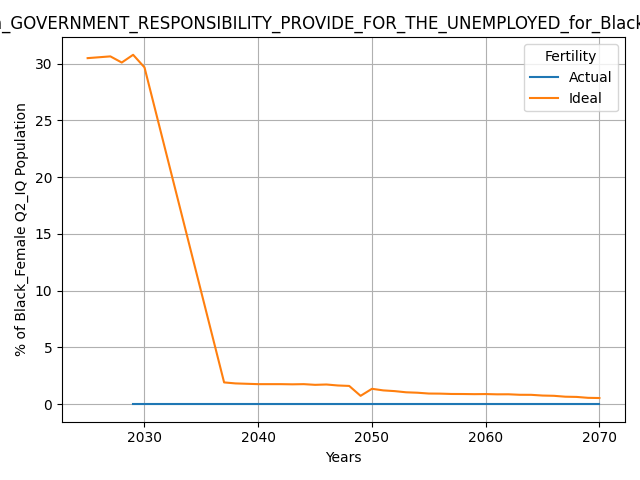 _GOVERNMENT_RESPONSIBILITY_PROVIDE_FOR_THE_UNEMPLOYED_for_Black
Fertility
Actual
Ideal
% of Black_Female Q2_IQ Population
30
25
20
15
10
5
0
2030 2040 2050 2060 2070
Years